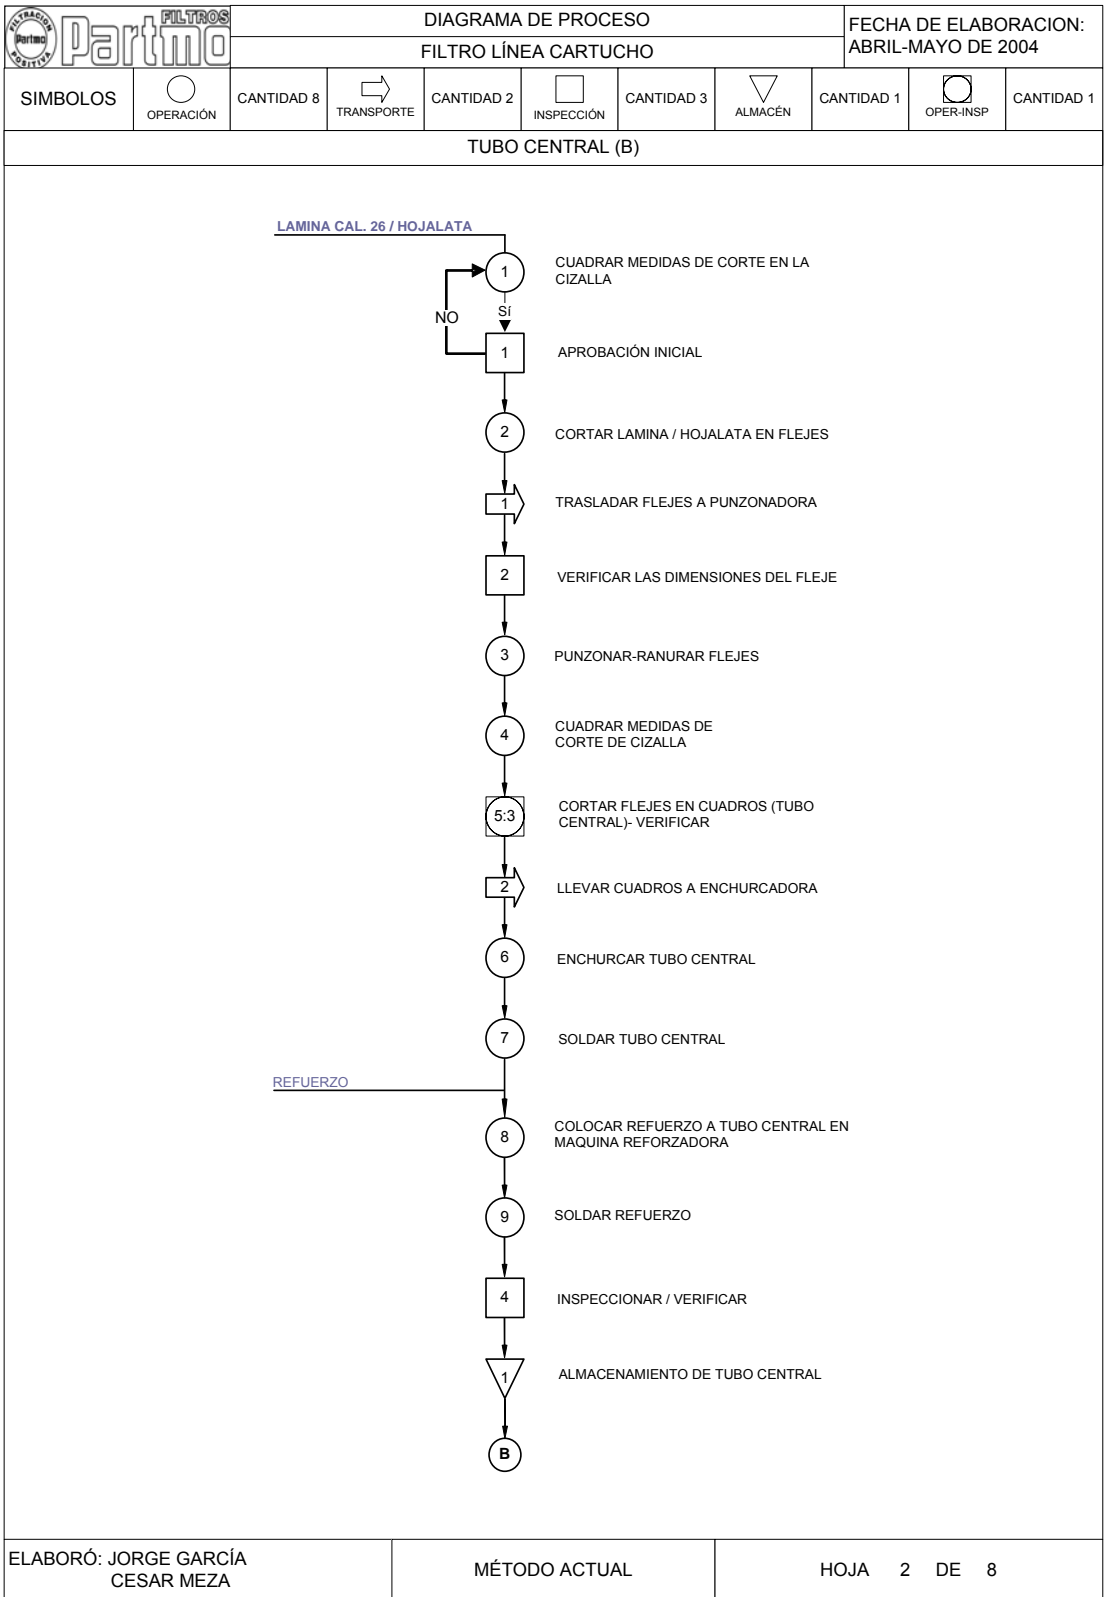 FILTRACION
Partmo
POSITIVA
FILTROS
Partmo
DIAGRAMA DE PROCESO
FILTRO LÍNEA CARTUCHO
FECHA DE ELABORACION:
ABRIL-MAYO DE 2004
SIMBOLOS
OPERACIÓN
CANTIDAD 8
TRANSPORTE
CANTIDAD 2
INSPECCIÓN
CANTIDAD 3
ALMACÉN
CANTIDAD 1
OPER-INSP
CANTIDAD 1
TUBO CENTRAL (B)
LAMINA CAL. 26 / HOJALATA
1
CUADRAR MEDIDAS DE CORTE EN LA
CIZALLA
NO
Sí
1
APROBACIÓN INICIAL
2
CORTAR LAMINA / HOJALATA EN FLEJES
1
TRASLADAR FLEJES A PUNZONADORA
2
VERIFICAR LAS DIMENSIONES DEL FLEJE
3
PUNZONAR-RANURAR FLEJES
4
CUADRAR MEDIDAS DE
CORTE DE CIZALLA
5:3
CORTAR FLEJES EN CUADROS (TUBO
CENTRAL)- VERIFICAR
2
LLEVAR CUADROS A ENCHURCADORA
6
ENCHURCAR TUBO CENTRAL
7
SOLDAR TUBO CENTRAL
REFUERZO
8
COLOCAR REFUERZO A TUBO CENTRAL EN
MAQUINA REFORZADORA
9
SOLDAR REFUERZO
4
INSPECCIONAR / VERIFICAR
1
ALMACENAMIENTO DE TUBO CENTRAL
B
ELABORÓ: JORGE GARCÍA
CESAR MEZA
MÉTODO ACTUAL
HOJA 2 DE 8